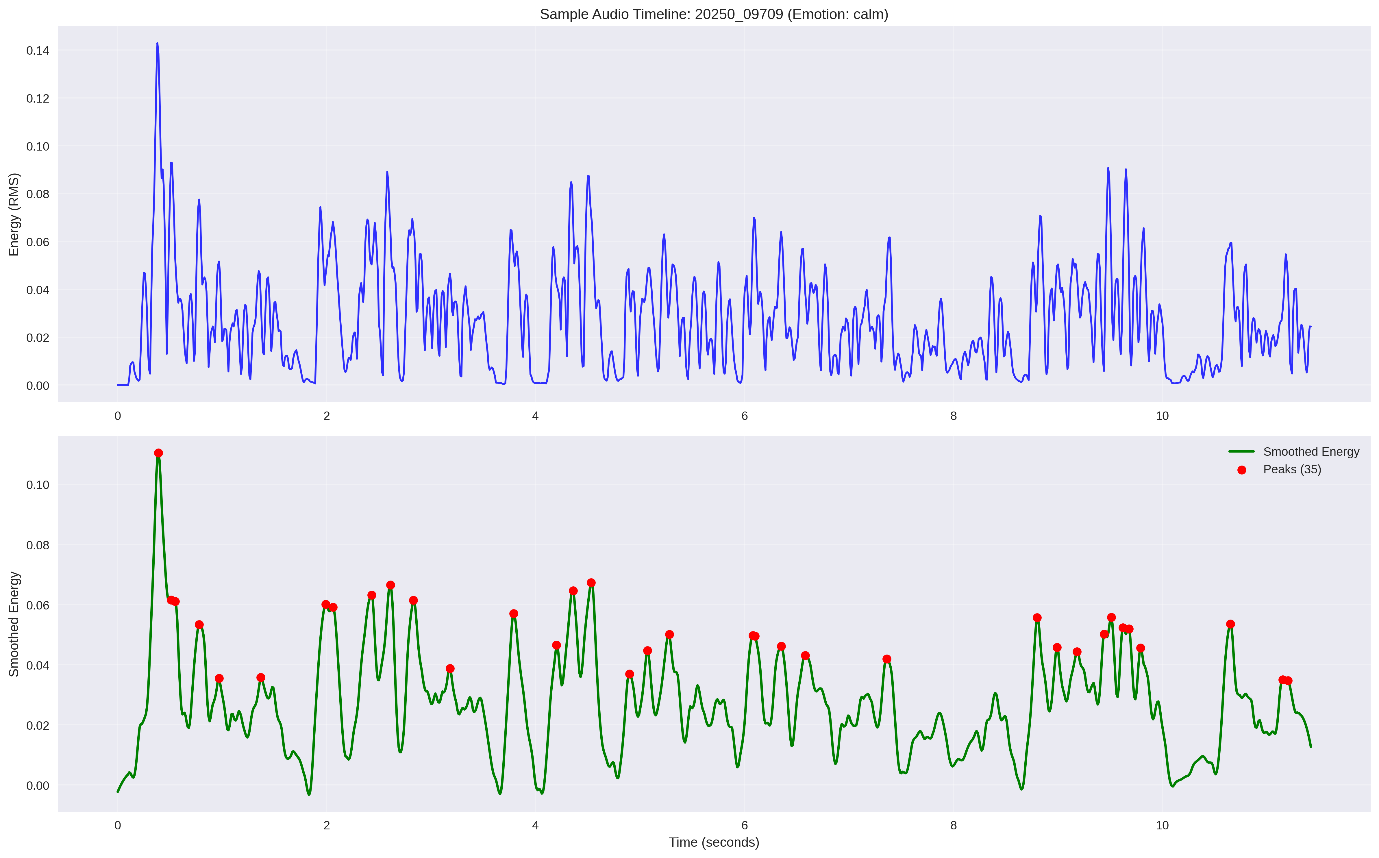 Sample Audio Timeline: 20250_09709 (Emotion: calm)
Energy (RMS)
0.14
0.12
0.10
0.08
0.06
0.04
0.02
0.00
0 2 4 6 8 10
Smoothed Energy
Peaks (35)
Smoothed Energy
0.10
0.08
0.06
0.04
0.02
0.00
0 2 4 6 8 10
Time (seconds)